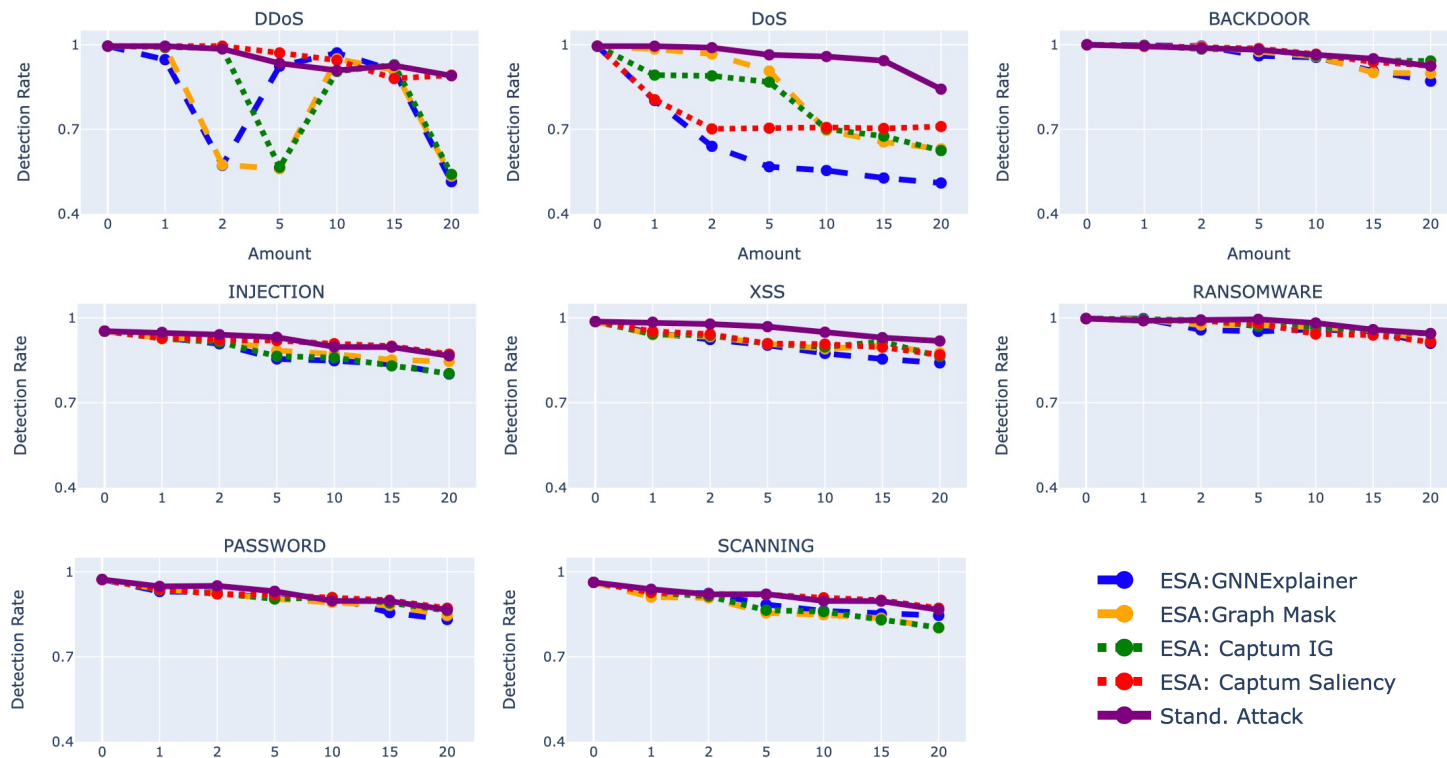 DDoS
DoS
BACKDOOR
Detection Rate
1
0.7
0.4
0 1 2 5 10 15 20
Amount
Detection Rate
1
0.7
0.4
0 1 2 5 10 15 20
Amount
Detection Rate
1
0.7
0.4
0 1 2 5 10 15 20
Amount
INJECTION
XSS
RANSOMWARE
Detection Rate
1
0.7
0.4
0 1 2 5 10 15 20
Detection Rate
1
0.7
0.4
0 1 2 5 10 15 20
Detection Rate
1
0.7
0.4
0 1 2 5 10 15 20
PASSWORD
SCANNING
Detection Rate
1
0.7
0.4
0 1 2 5 10 15 20
Detection Rate
1
0.7
0.4
0 1 2 5 10 15 20
ESA:GNNExplainer
ESA:Graph Mask
ESA: Captum IG
ESA: Captum Saliency
Stand. Attack